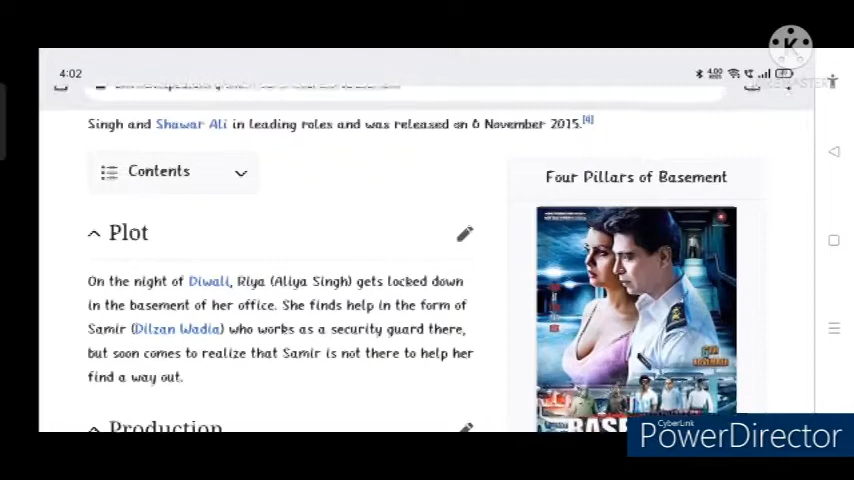 4:02
Singh and Shawar Ali in leading roles and was released on 6 November 2015.[4]
Contents
Four Pillars of Basement
Plot
On the night of Diwali, Riya (Aliya Singh) gets locked down
in the basement of her office. She finds help in the form of
Samir (Dilzan Wadia) who works as a security guard there,
but soon comes to realize that Samir is not there to help her
find a way out.
Production
6TH
NOVEMBER
CyberLink
PowerDirector